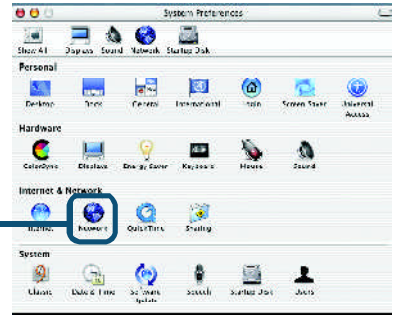 System Preferences
Show All Displays Sound Network Startup Disk
Personal
Desktop Dock General International Login Screen Saver Universal Access
Hardware
ColorSync Displays Energy Saver Keyboard Mouse Sound
Internet & Network
Internet Network QuickTime Sharing
System
Classic Date & Time Software Update Speech Startup Disk Users